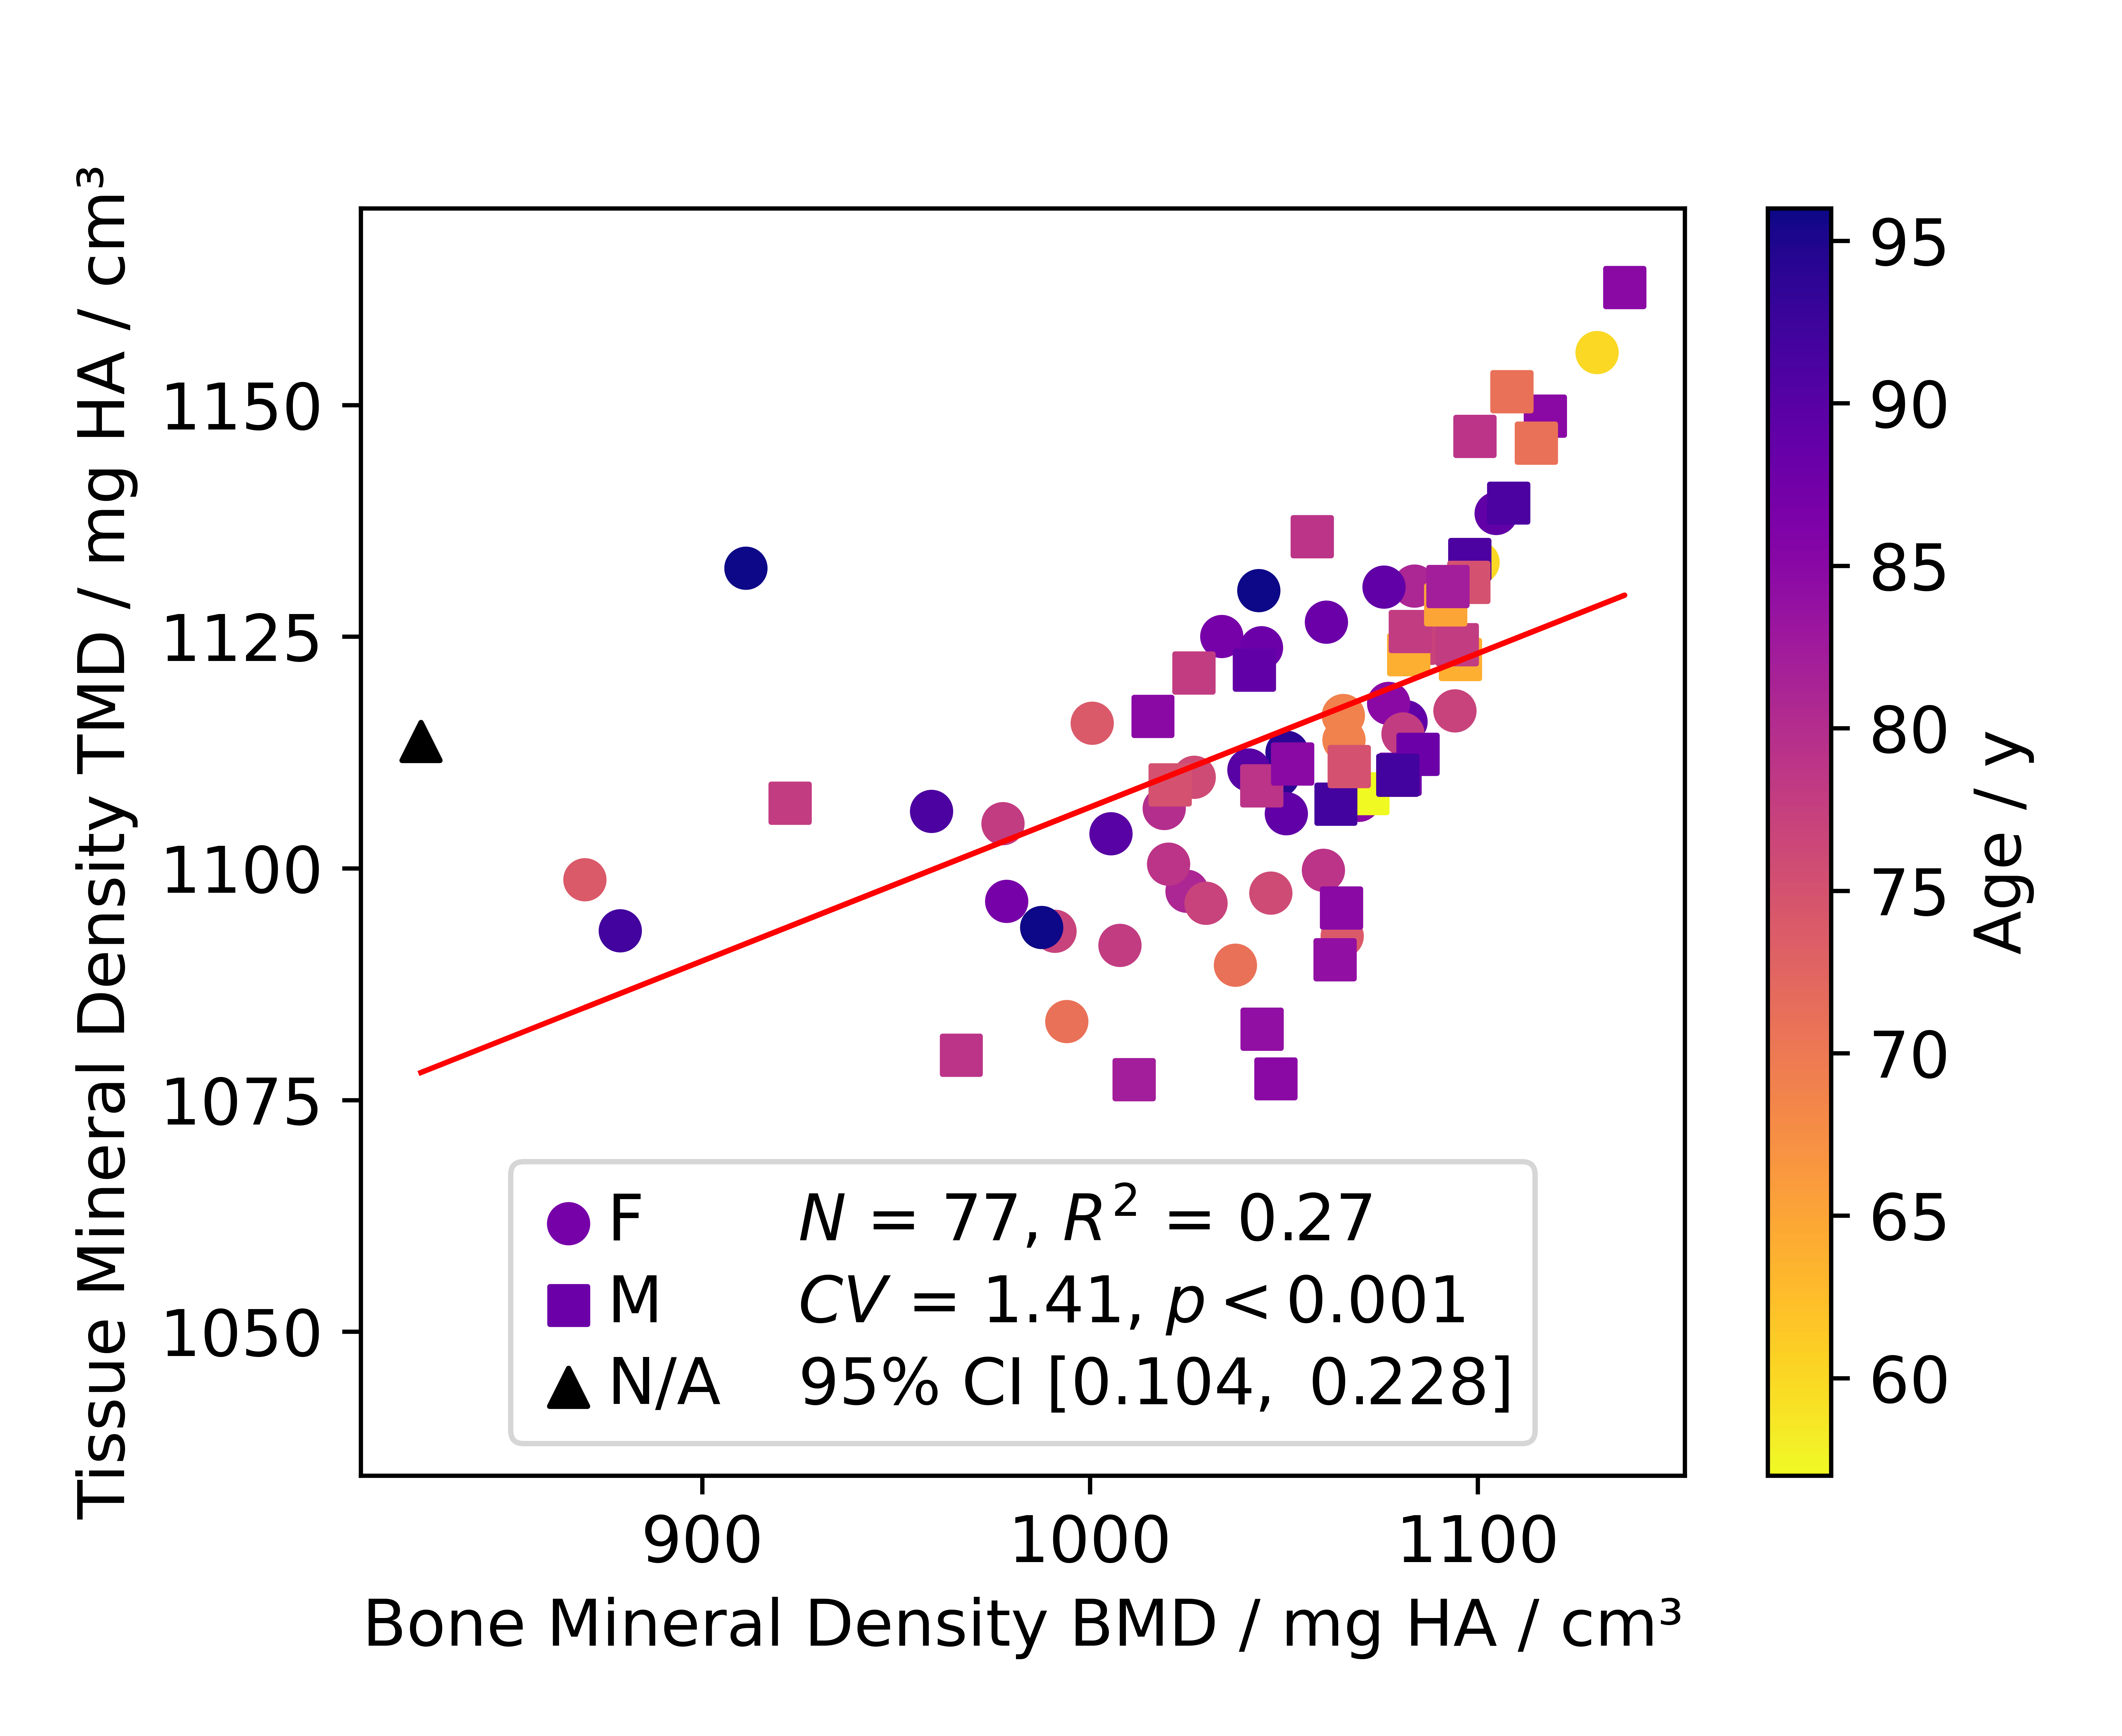 Tissue Mineral Density TMD / mg HA / cm³
1150
1125
1100
1075
1050
F
M
N/A
N = 77, R² = 0.27
CV = 1.41, p < 0.001
95% CI [0.104, 0.228]
900
1000
1100
Bone Mineral Density BMD / mg HA / cm³
95
90
85
80
75
70
65
60
Age / y